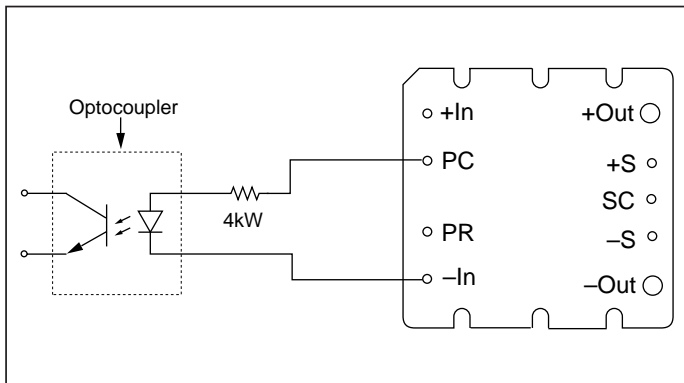 Optocoupler
4kW
+In
PC
PR
–In
+Out
+S
SC
–S
–Out